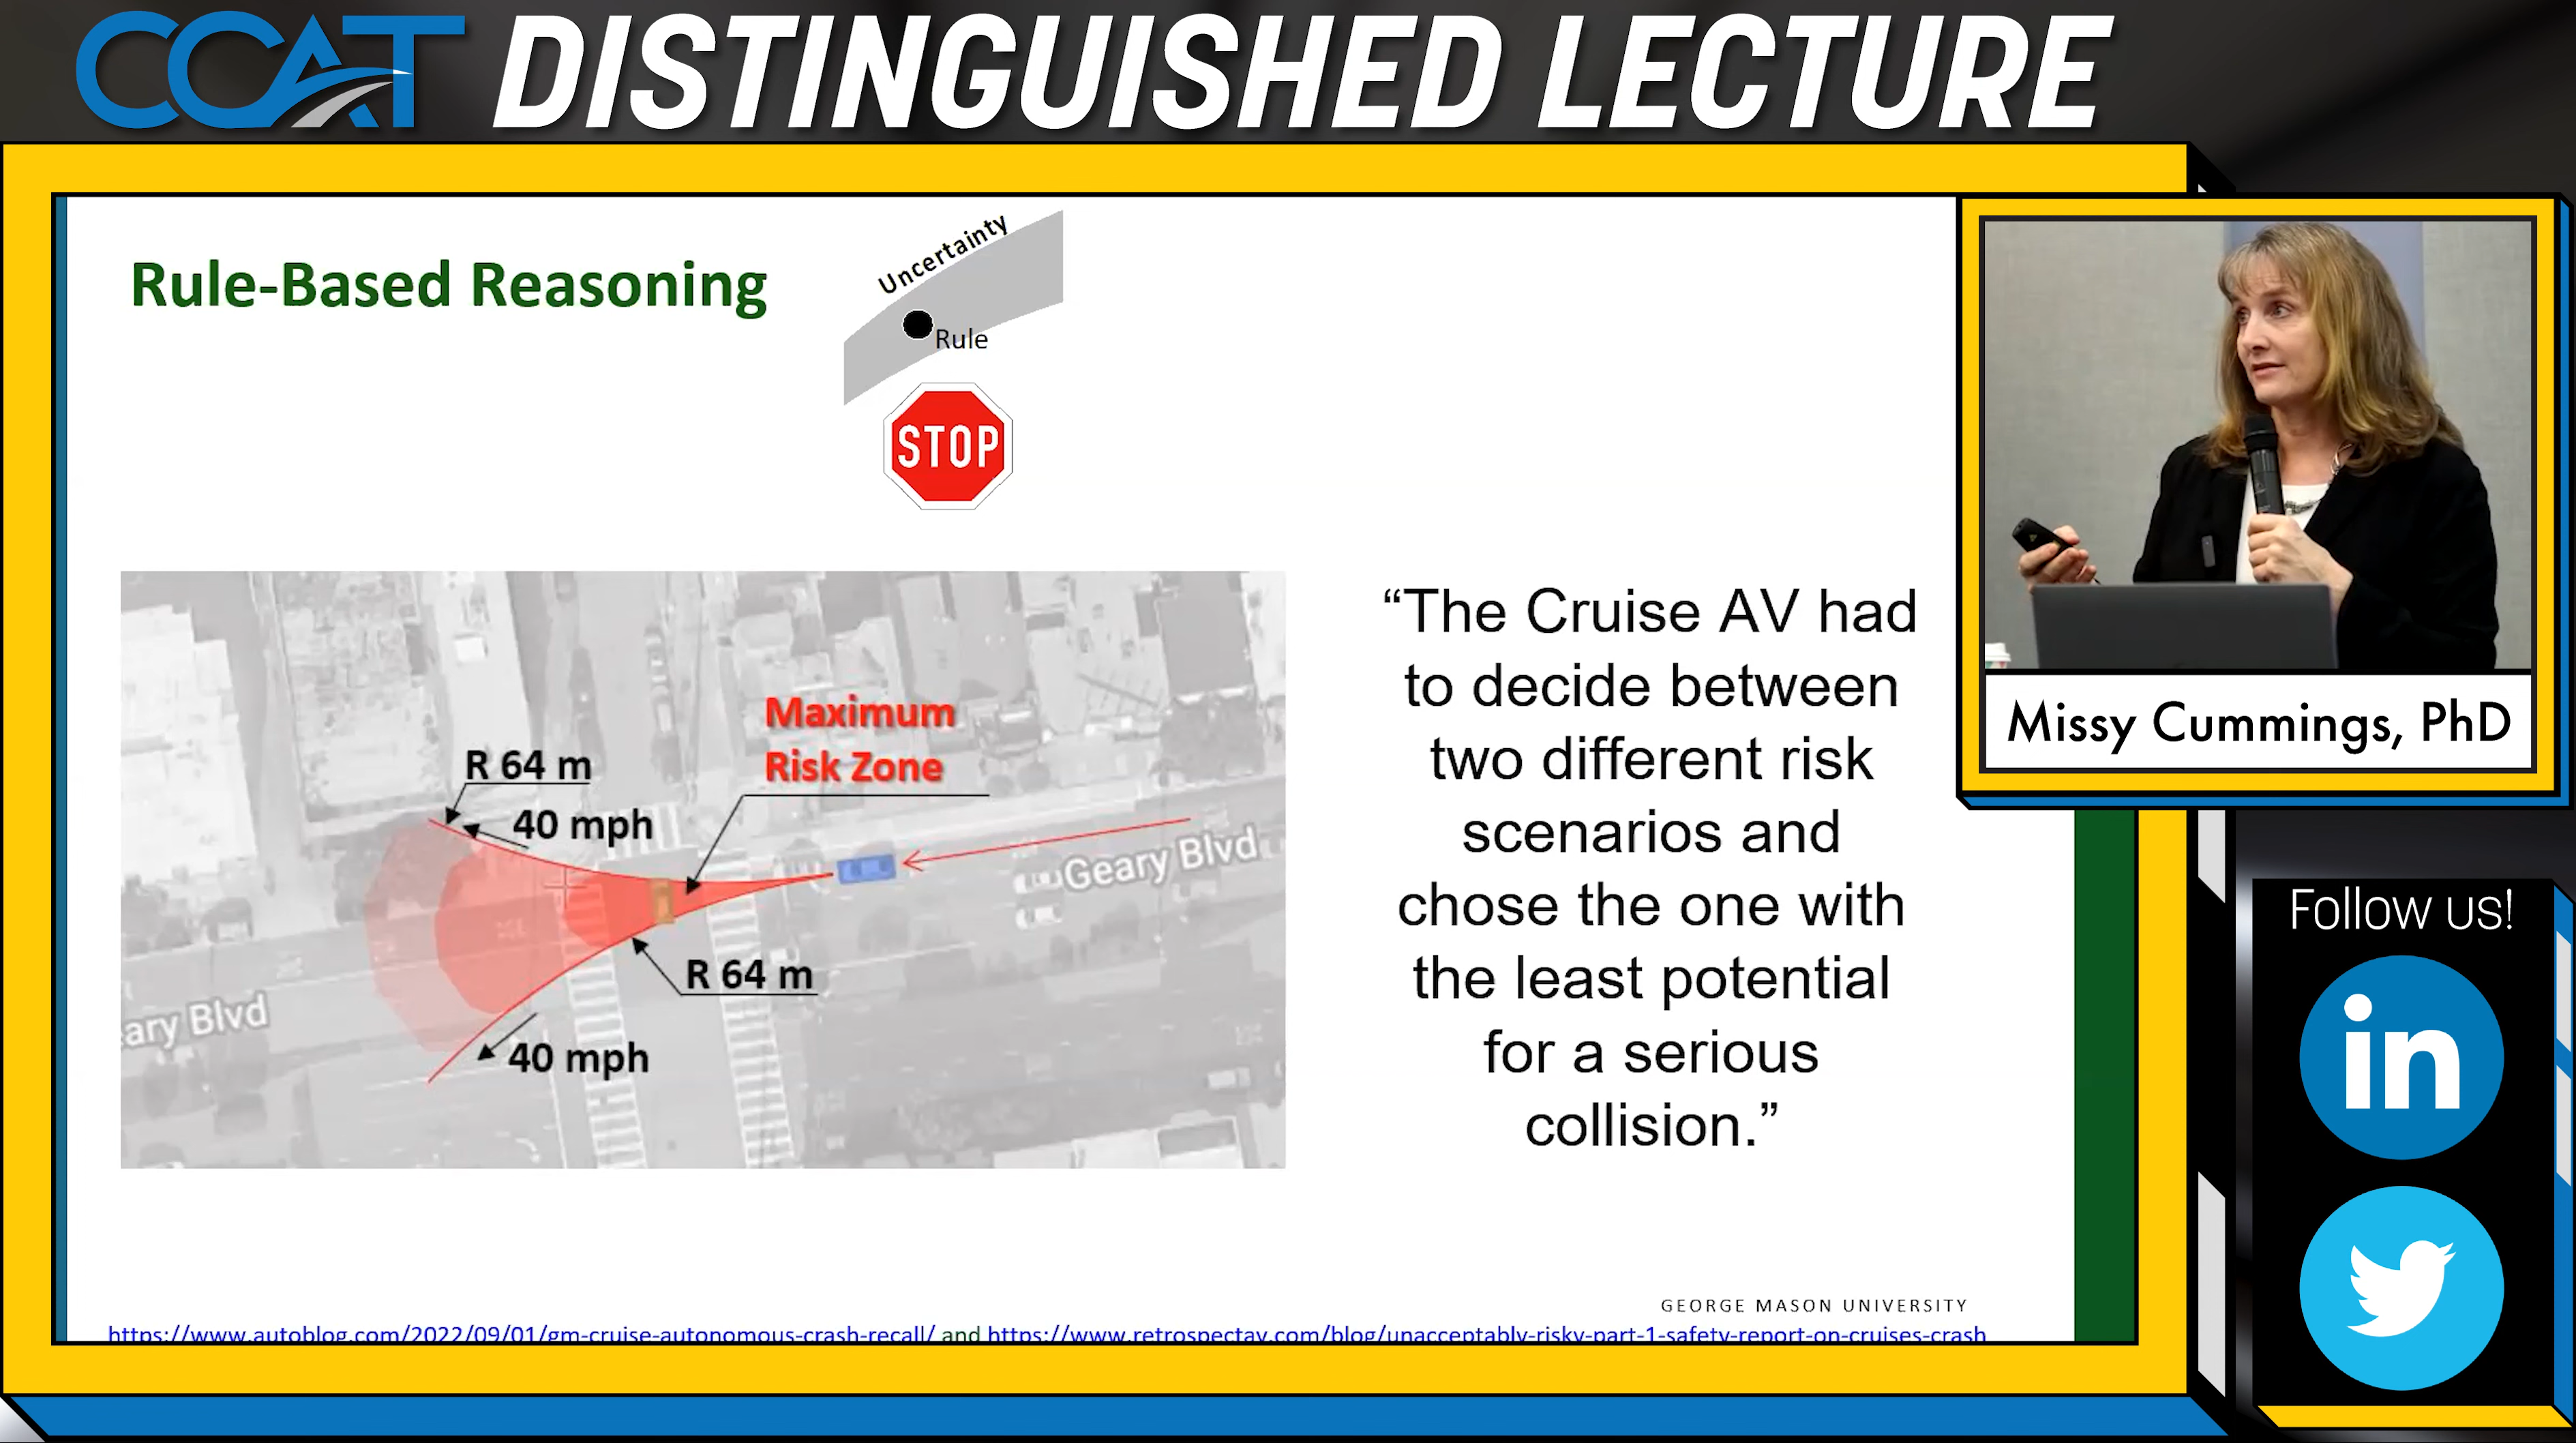 CCAT DISTINGUISHED LECTURE
Rule-Based Reasoning
Uncertainty
Rule
STOP
Maximum
Risk Zone
R 64 m
40 mph
Geary Blvd
R 64 m
ary Blvd
40 mph
“The Cruise AV had
to decide between
two different risk
scenarios and
chose the one with
the least potential
for a serious
collision.”
Missy Cummings, PhD
Follow us!
in
GEORGE MASON UNIVERSITY
https://www.autoblog.com/2022/09/01/gm-cruise-autonomous-crash-recall/ and https://www.retrospectav.com/blog/unacceptably-risky-part-1-safety-report-on-cruises-crash